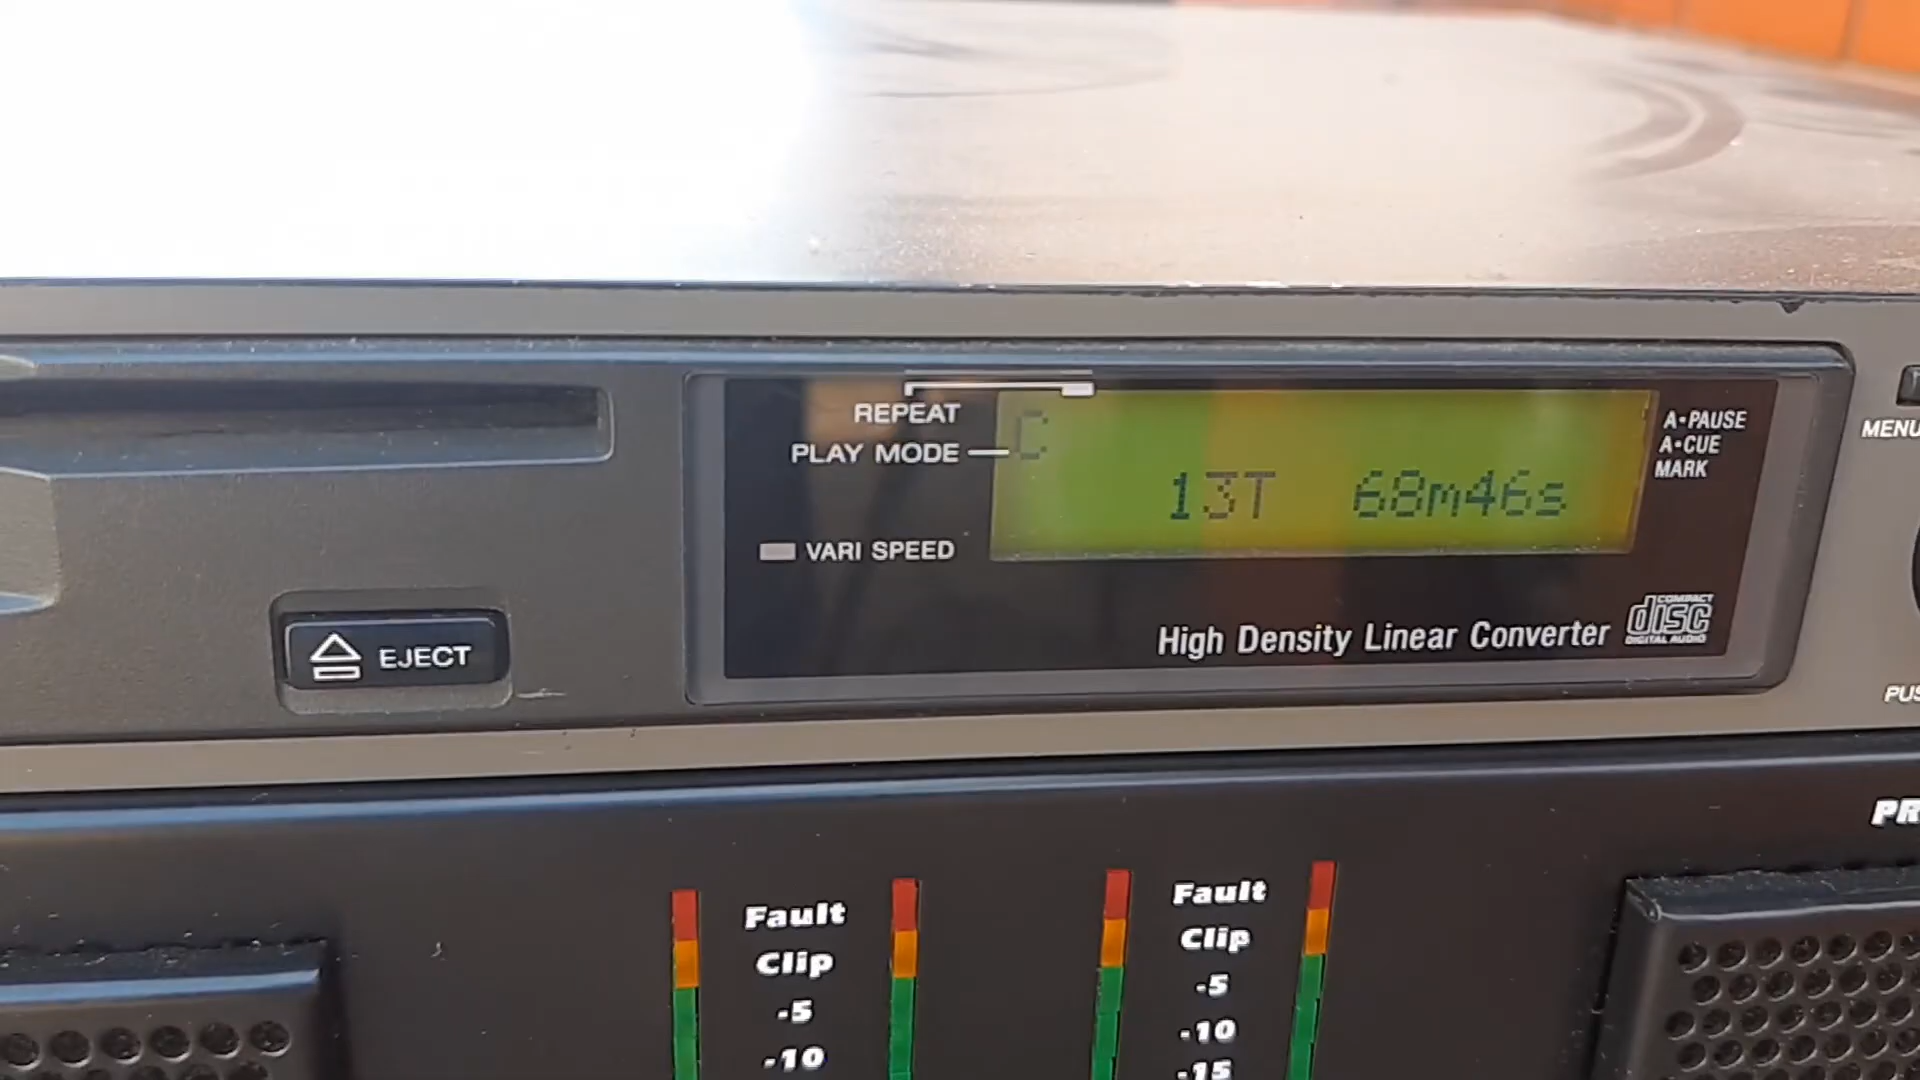 REPEAT
PLAY MODE
C
13T 68m46s
A•PAUSE
A•CUE
MARK
MENU
VARI SPEED
EJECT
High Density Linear Converter
COMPACT
disc
DIGITAL AUDIO
Fault
Clip
-5
-10
Fault
Clip
-5
-10
-15